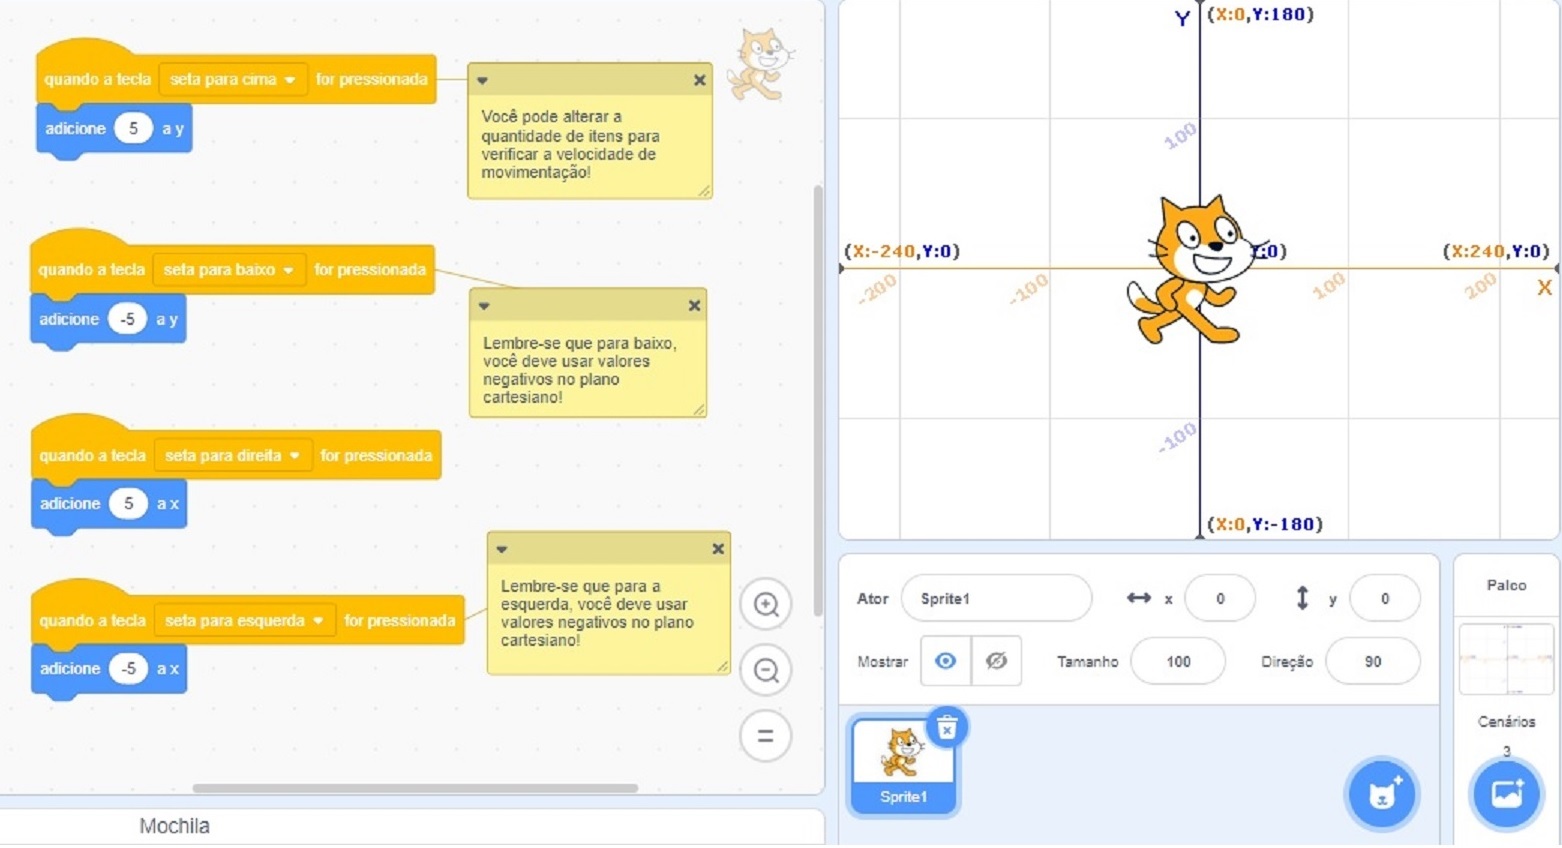 quando a tecla seta para cima for pressionada
adicione 5 a y
Você pode alterar a
quantidade de itens para
verificar a velocidade de
movimentação!
quando a tecla seta para baixo for pressionada
adicione -5 a y
Lembre-se que para baixo,
você deve usar valores
negativos no plano
cartesiano!
quando a tecla seta para direita for pressionada
adicione 5 a x
quando a tecla seta para esquerda for pressionada
adicione -5 a x
Lembre-se que para a
esquerda, você deve usar
valores negativos no plano
cartesiano!
Mochila
Y (X:0,Y:180)
100
(X:-240,Y:0) :0) (X:240,Y:0)
-200 -100 100 200 X
-100
(X:0,Y:-180)
Ator Sprite1 x 0 y 0
Mostrar Tamanho 100 Direção 90
Sprite1
Palco
Cenários
3